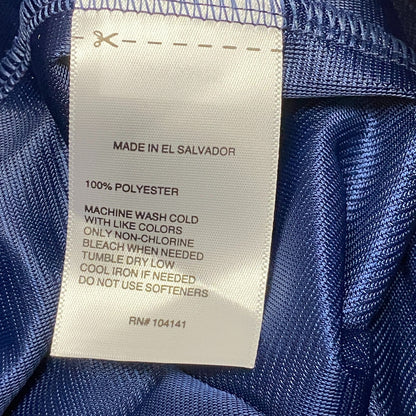 MADE IN EL SALVADOR
100% POLYESTER
MACHINE WASH COLD
WITH LIKE COLORS
ONLY NON-CHLORINE
BLEACH WHEN NEEDED
TUMBLE DRY LOW
COOL IRON IF NEEDED
DO NOT USE SOFTENERS
RN# 104141